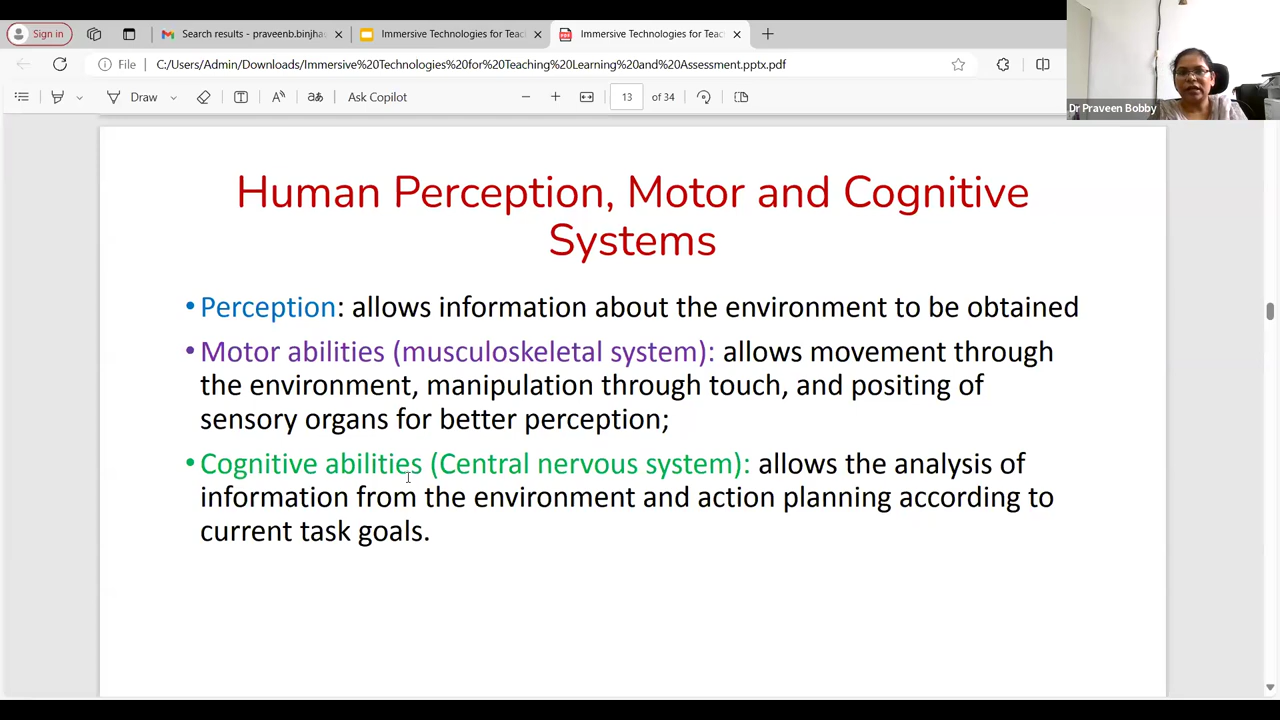 Sign in
Search results - praveenb.binjha
Immersive Technologies for Teac
Immersive Technologies for Teac
File
C:/Users/Admin/Downloads/Immersive%20Technologies%20for%20Teaching%20Learning%20and%20Assessment.pptx.pdf
Draw
Ask Copilot
13 of 34
Dr Praveen Bobby
Human Perception, Motor and Cognitive
Systems
•Perception: allows information about the environment to be obtained
•Motor abilities (musculoskeletal system): allows movement through
the environment, manipulation through touch, and positing of
sensory organs for better perception;
•Cognitive abilities (Central nervous system): allows the analysis of
information from the environment and action planning according to
current task goals.